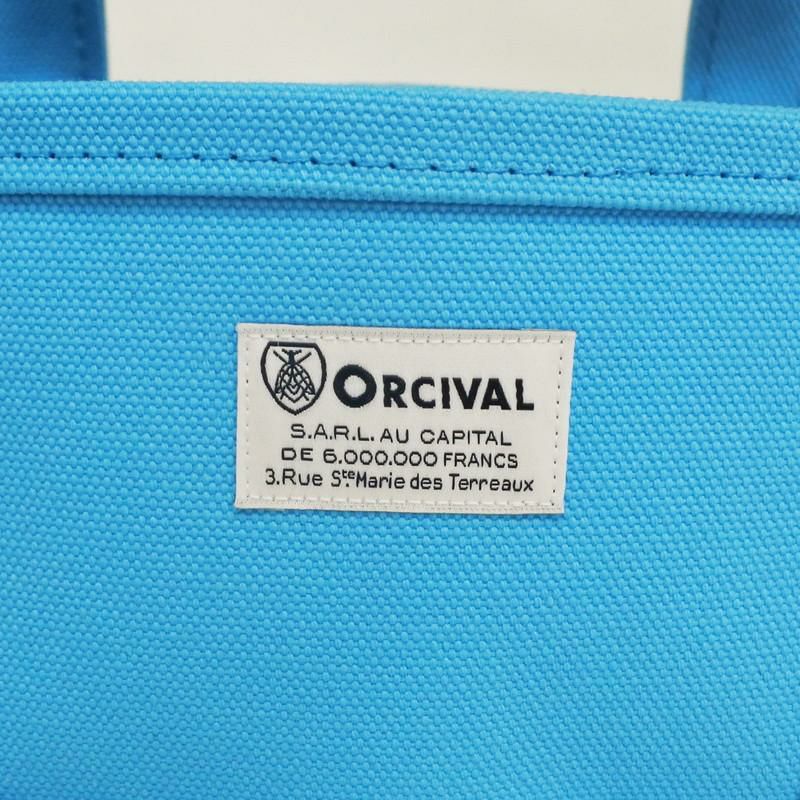 ORCIVAL
S.A.R.L. AU CAPITAL
DE 6.000.000 FRANCS
3.Rue Ste.Marie des Terreaux